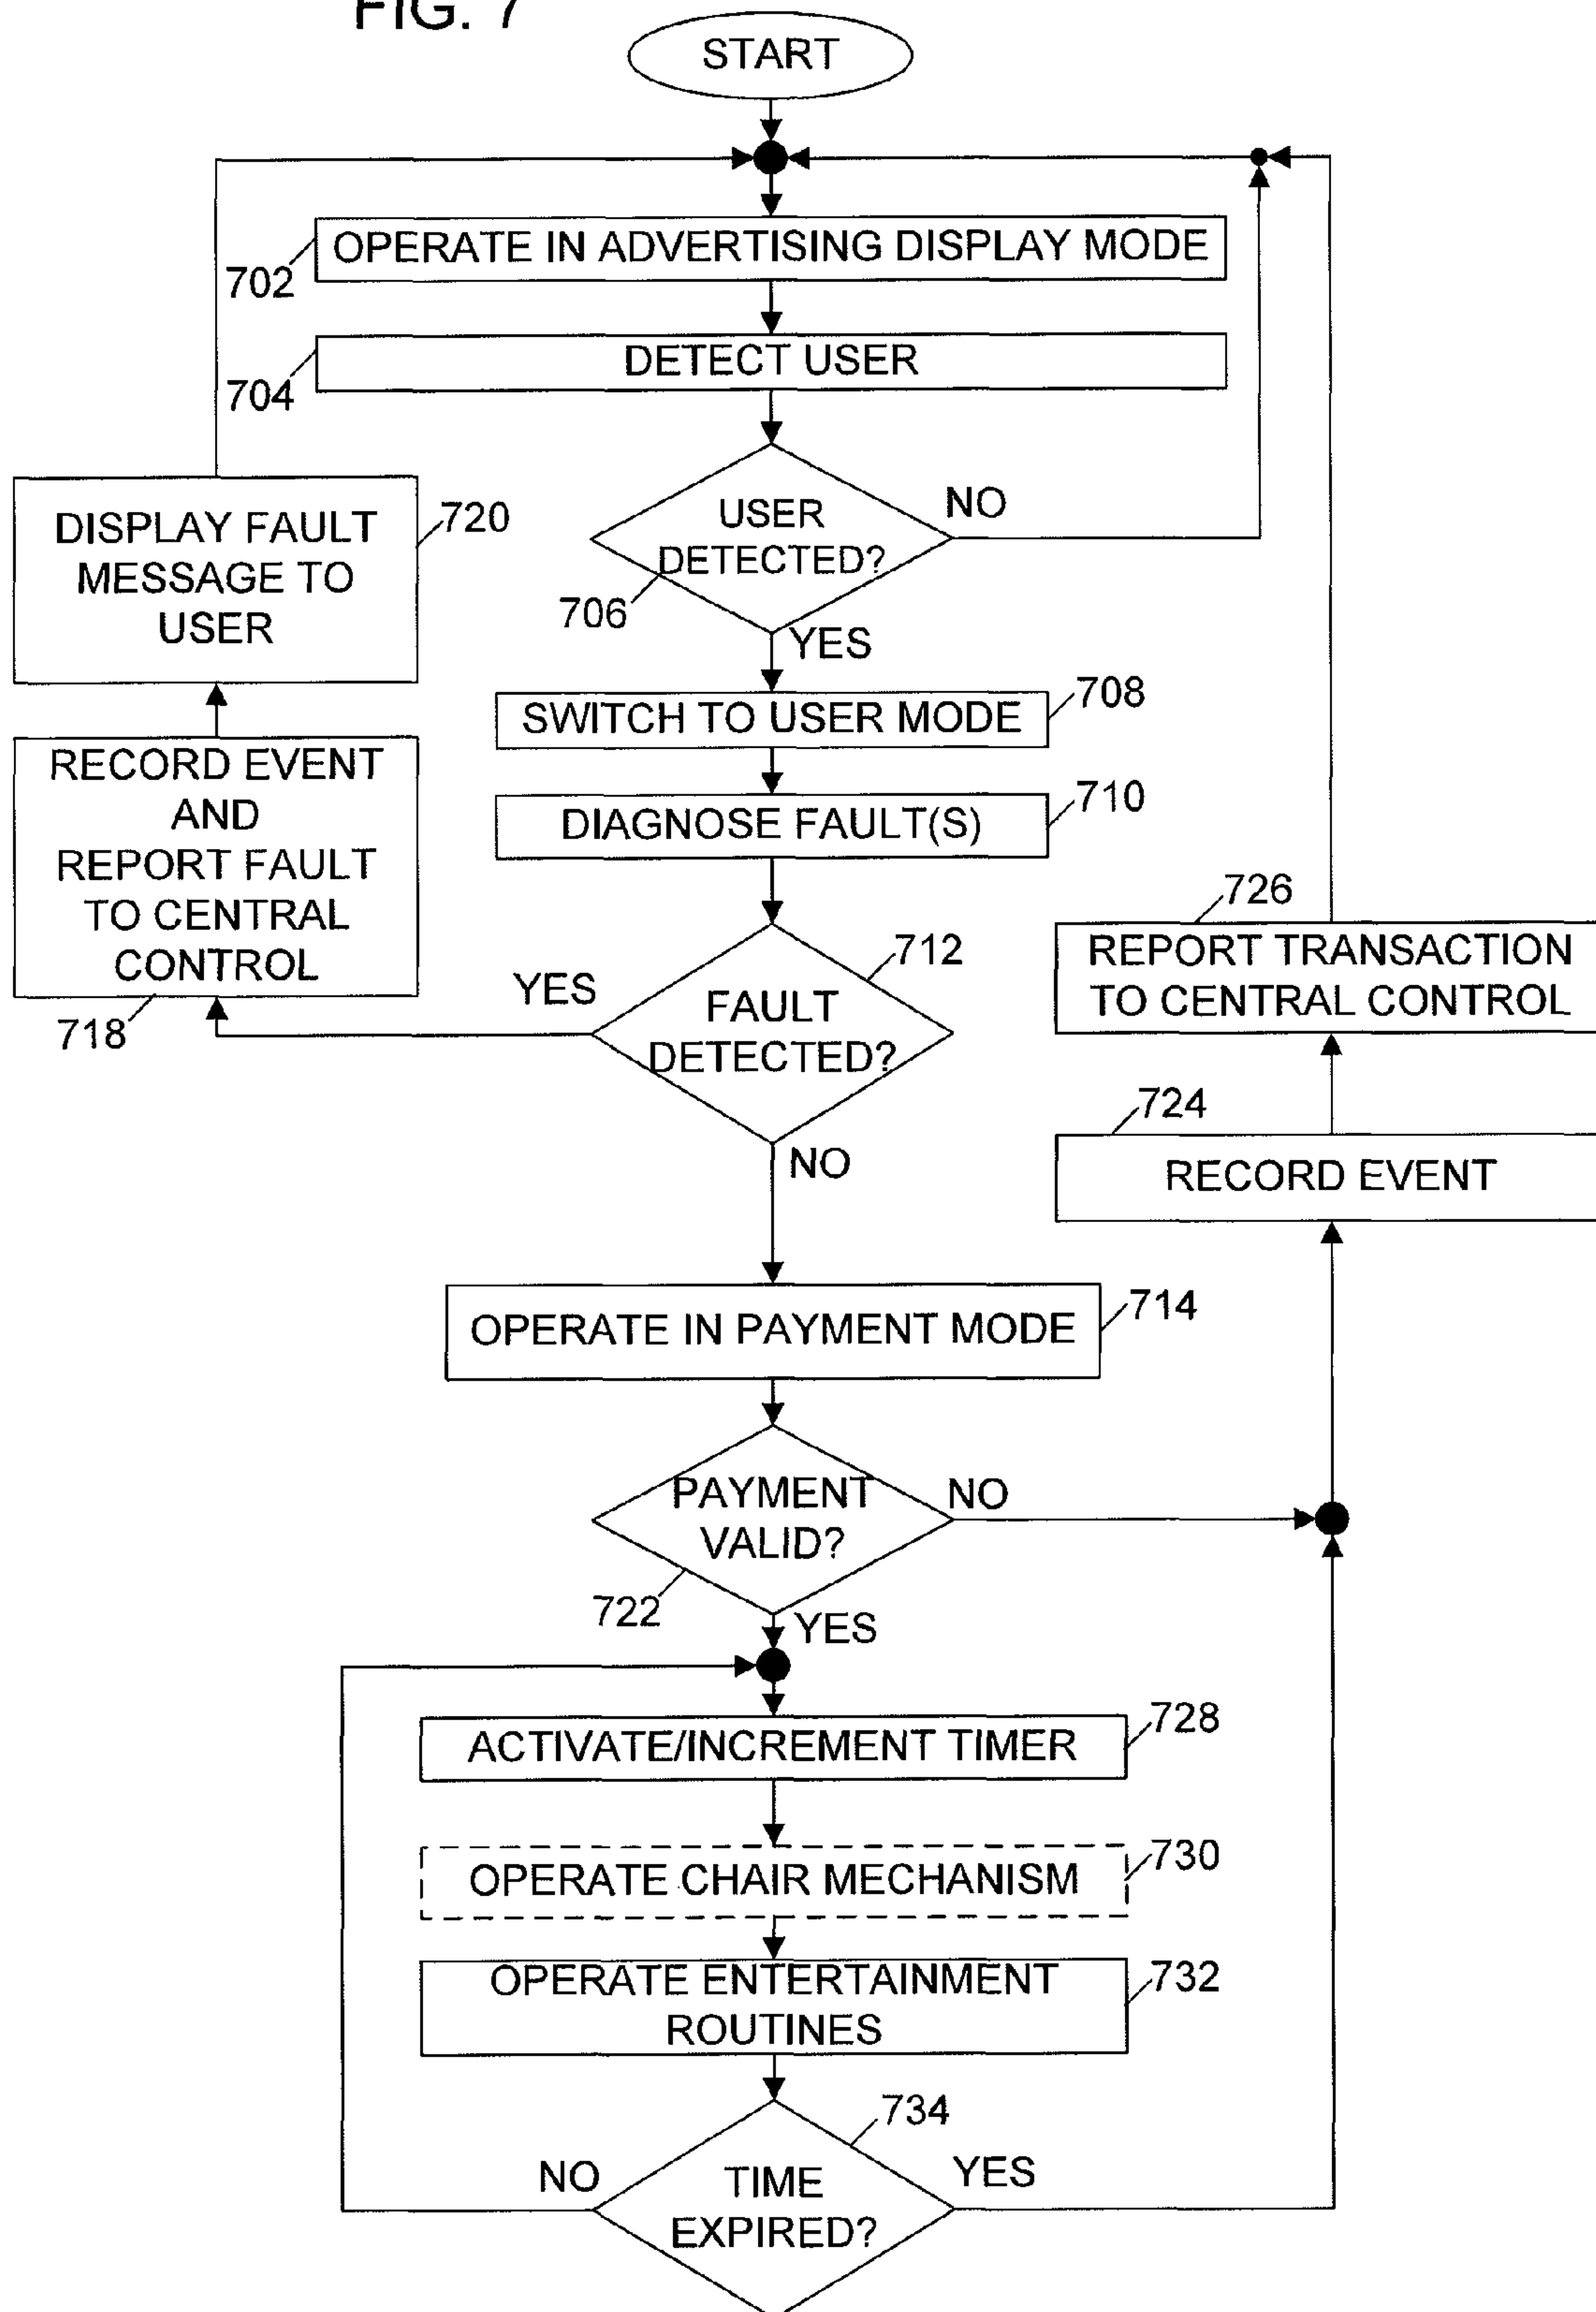 FIG. 7
START
OPERATE IN ADVERTISING DISPLAY MODE
702
DETECT USER
704
USER
DETECTED?
NO
706
YES
DISPLAY FAULT
MESSAGE TO
USER
720
SWITCH TO USER MODE
708
RECORD EVENT
AND
REPORT FAULT
TO CENTRAL
CONTROL
718
DIAGNOSE FAULT(S)
710
712
YES
FAULT
DETECTED?
NO
726
REPORT TRANSACTION
TO CENTRAL CONTROL
724
RECORD EVENT
OPERATE IN PAYMENT MODE
714
PAYMENT
VALID?
NO
722
YES
ACTIVATE/INCREMENT TIMER
728
OPERATE CHAIR MECHANISM
730
OPERATE ENTERTAINMENT
ROUTINES
732
734
NO
TIME
EXPIRED?
YES